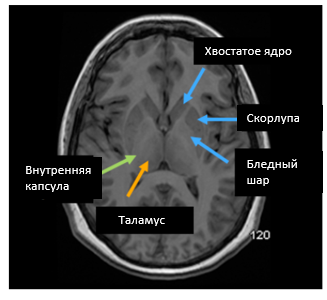 Хвостатое ядро
Скорлупа
Внутренняя
капсула
Бледный
шар
Таламус
120